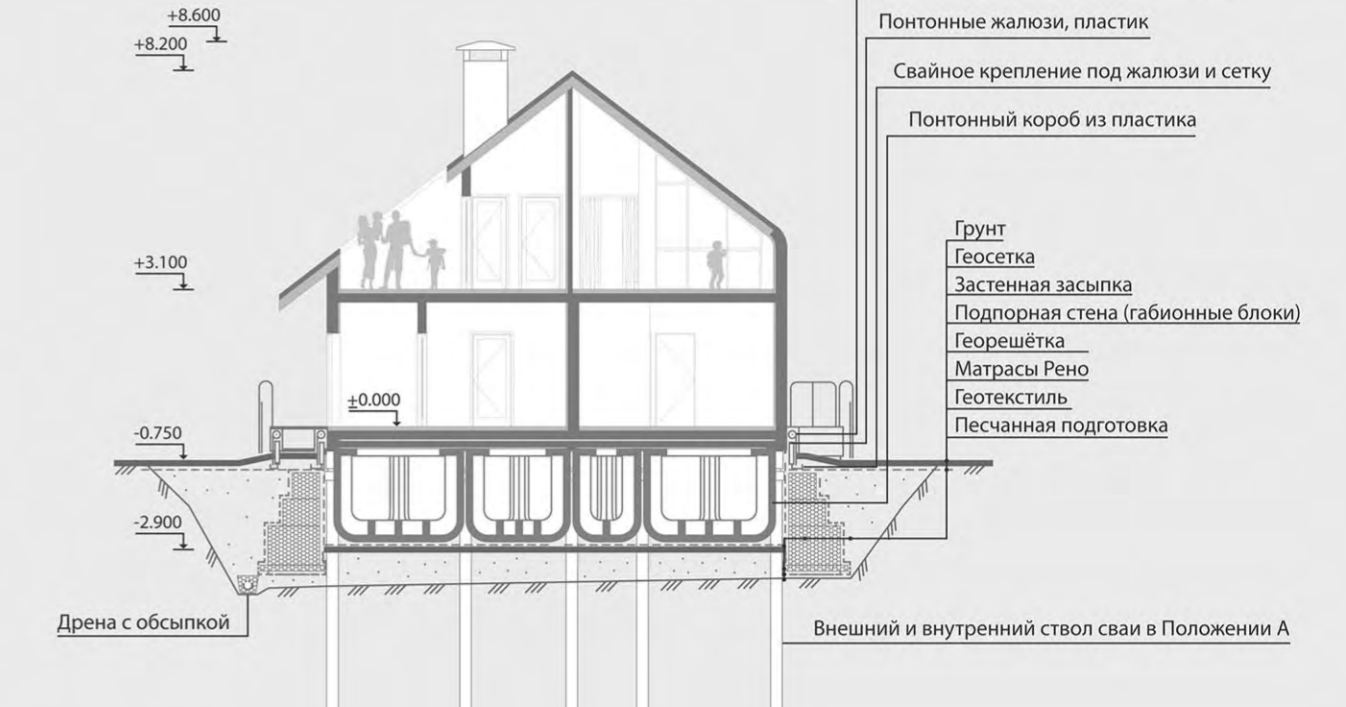 +8.600
+8.200
+3.100
±0.000
-0.750
-2.900
Дрена с обсыпкой
Понтонные жалюзи, пластик
Свайное крепление под жалюзи и сетку
Понтонный короб из пластика
Грунт
Геосетка
Застенная засыпка
Подпорная стена (габионные блоки)
Георешётка
Матрасы Рено
Геотекстиль
Песчанная подготовка
Внешний и внутренний ствол сваи в Положении А